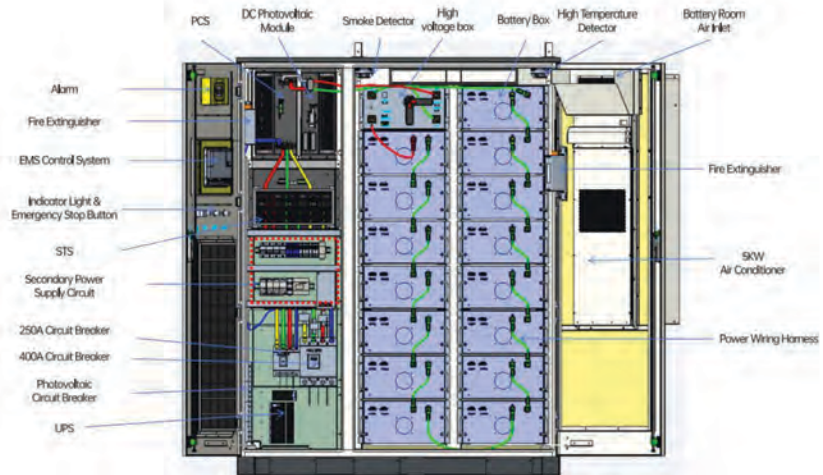 PCS
DC Photovoltaic
Module
Smoke Detector
High
voltage box
Battery Box
High Temperature
Detector
Battery Room
Air Inlet
Alarm
Fire Extinguisher
EMS Control System
Indicator Light &
Emergency Stop Button
STS
Secondary Power
Supply Circuit
250A Circuit Breaker
400A Circuit Breaker
Photovoltaic
Circuit Breaker
UPS
Fire Extinguisher
5KW
Air Conditioner
Power Wiring Harness